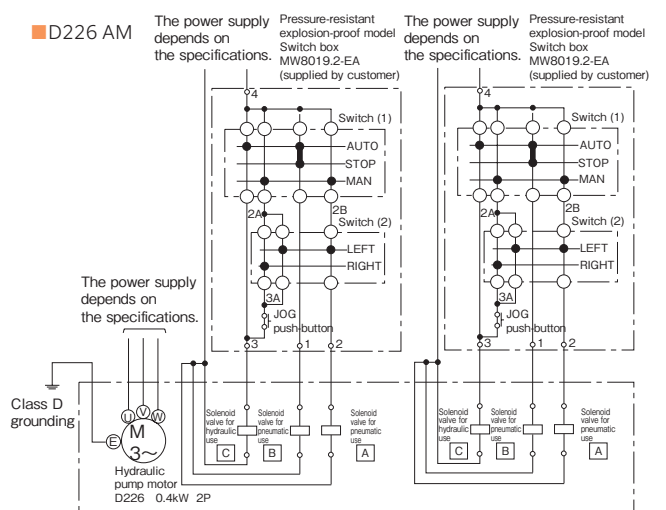 D226 AM
The power supply
depends on
the specifications.
Pressure-resistant
explosion-proof model
Switch box
MW8019.2-EA
(supplied by customer)
4
Switch (1)
AUTO
STOP
MAN
2A
2B
Switch (2)
LEFT
RIGHT
3A
JOG
push-button
3
1
2
The power supply
depends on
the specifications.
Pressure-resistant
explosion-proof model
Switch box
MW8019.2-EA
(supplied by customer)
4
Switch (1)
AUTO
STOP
MAN
2A
2B
Switch (2)
LEFT
RIGHT
3A
JOG
push-button
3
1
2
The power supply
depends on
the specifications.
Class D
grounding
U
V
W
E
M
3~
Hydraulic
pump motor
D226 0.4kW 2P
Solenoid
valve for
hydraulic
use
C
Solenoid
valve for
pneumatic
use
B
Solenoid
valve for
pneumatic
use
A
Solenoid
valve for
hydraulic
use
C
Solenoid
valve for
pneumatic
use
B
Solenoid
valve for
pneumatic
use
A